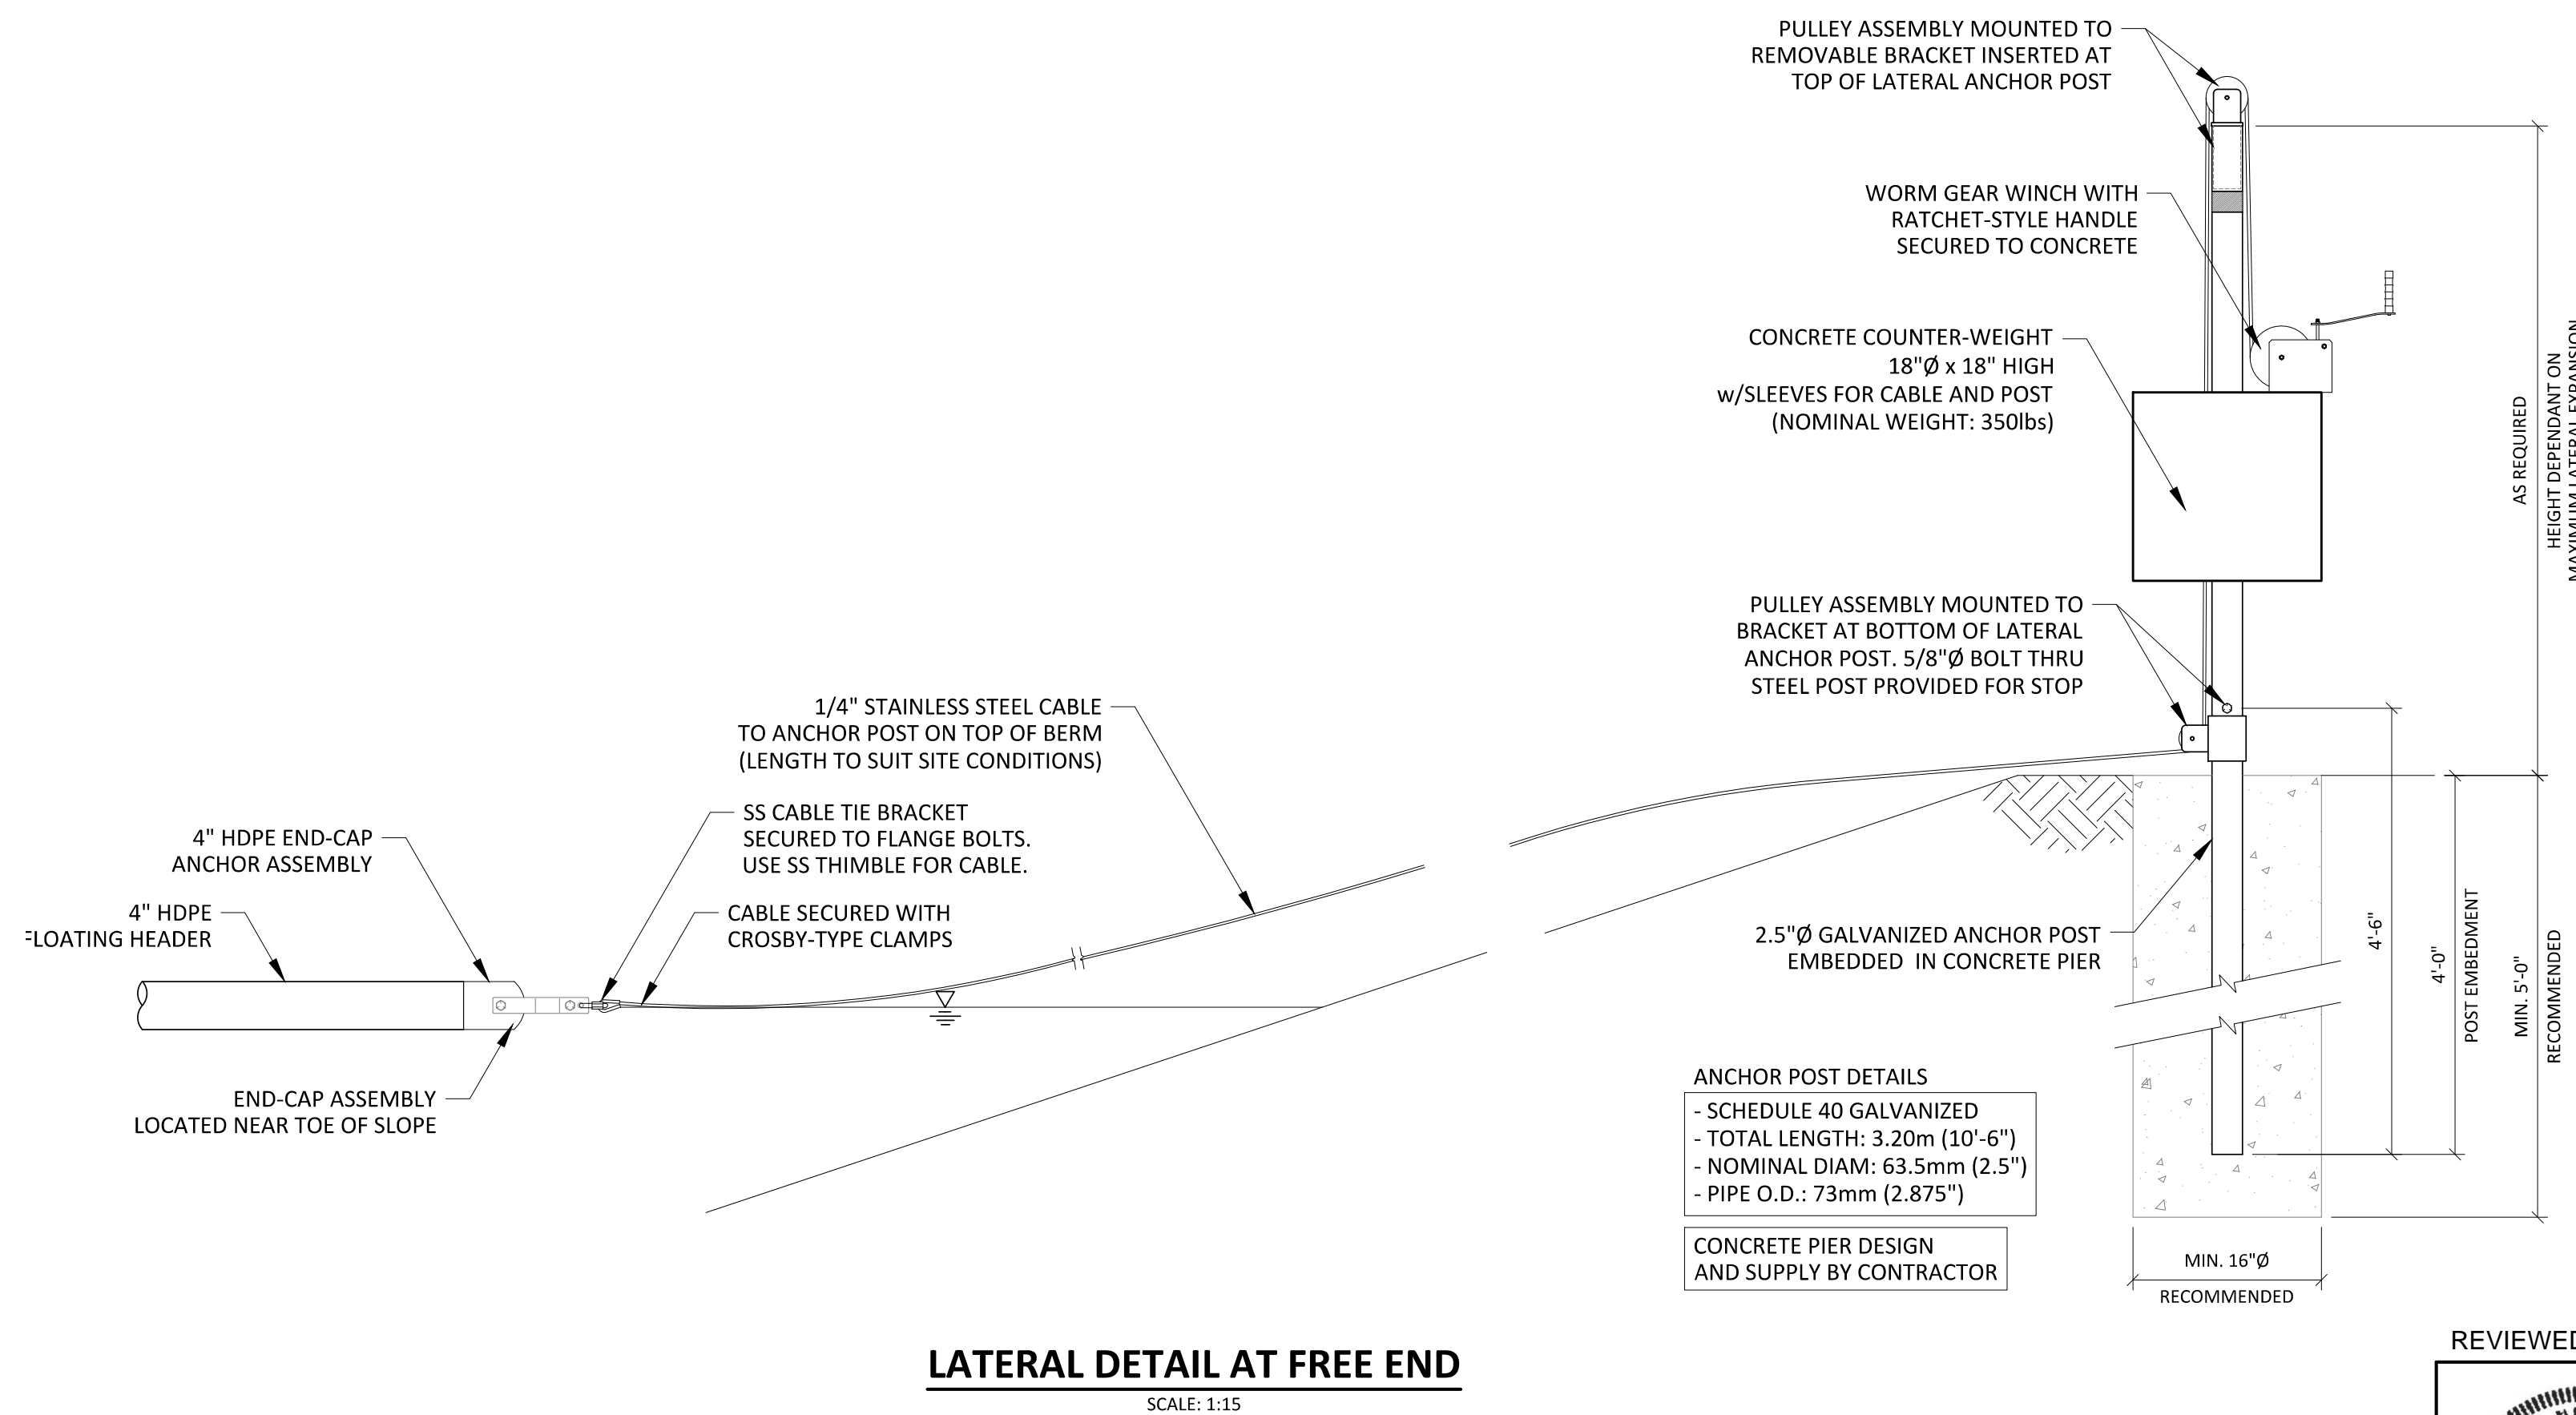 PULLEY ASSEMBLY MOUNTED TO
REMOVABLE BRACKET INSERTED AT
TOP OF LATERAL ANCHOR POST
WORM GEAR WINCH WITH
RATCHET-STYLE HANDLE
SECURED TO CONCRETE
CONCRETE COUNTER-WEIGHT
18"Ø x 18" HIGH
w/SLEEVES FOR CABLE AND POST
(NOMINAL WEIGHT: 350lbs)
AS REQUIRED
HEIGHT DEPENDANT ON
MAXIMUM LATERAL EXPANSION
PULLEY ASSEMBLY MOUNTED TO
BRACKET AT BOTTOM OF LATERAL
ANCHOR POST. 5/8"Ø BOLT THRU
STEEL POST PROVIDED FOR STOP
1/4" STAINLESS STEEL CABLE
TO ANCHOR POST ON TOP OF BERM
(LENGTH TO SUIT SITE CONDITIONS)
SS CABLE TIE BRACKET
SECURED TO FLANGE BOLTS.
USE SS THIMBLE FOR CABLE.
4" HDPE END-CAP
ANCHOR ASSEMBLY
4" HDPE
FLOATING HEADER
CABLE SECURED WITH
CROSBY-TYPE CLAMPS
2.5"Ø GALVANIZED ANCHOR POST
EMBEDDED  IN CONCRETE PIER
4'-6"
4'-0"
POST EMBEDMENT
MIN. 5'-0"
RECOMMENDED
END-CAP ASSEMBLY
LOCATED NEAR TOE OF SLOPE
ANCHOR POST DETAILS
- SCHEDULE 40 GALVANIZED
- TOTAL LENGTH: 3.20m (10'-6")
- NOMINAL DIAM: 63.5mm (2.5")
- PIPE O.D.: 73mm (2.875")
CONCRETE PIER DESIGN
AND SUPPLY BY CONTRACTOR
MIN. 16"Ø
RECOMMENDED
LATERAL DETAIL AT FREE END
SCALE: 1:15
REVIEWED